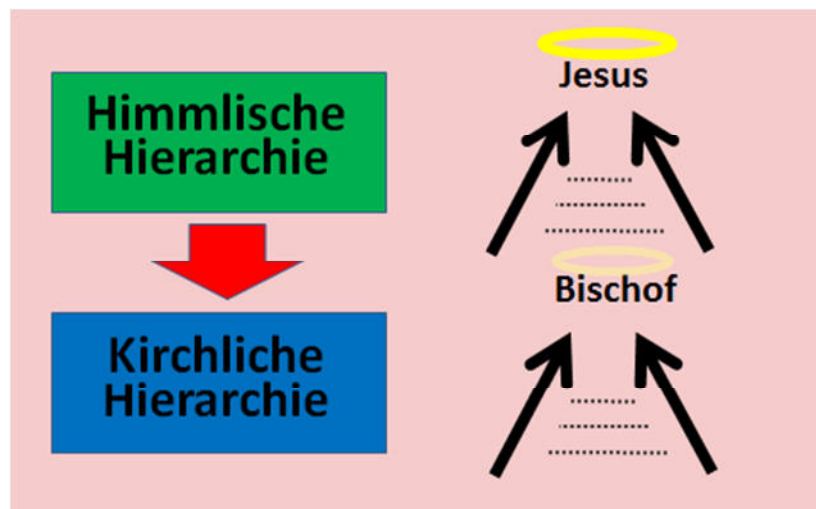 Himmlische
Hierarchie
Kirchliche
Hierarchie
Jesus
Bischof